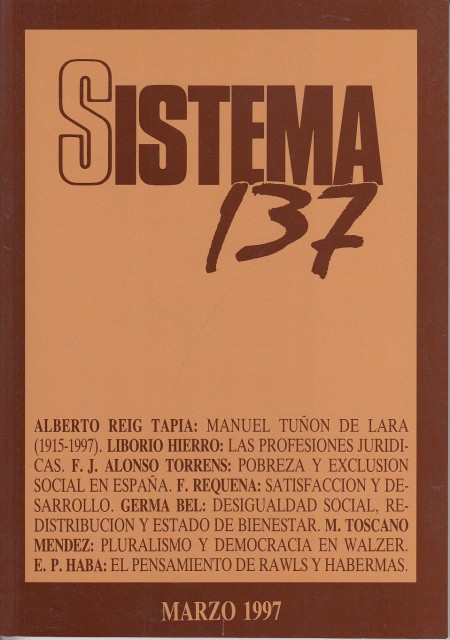 SISTEMA
137
ALBERTO REIG TAPIA: MANUEL TUÑON DE LARA
(1915-1997). LIBORIO HIERRO: LAS PROFESIONES JURIDI-
CAS. F. J. ALONSO TORRENS: POBREZA Y EXCLUSION
SOCIAL EN ESPAÑA. F. REQUENA: SATISFACCION Y DE-
SARROLLO. GERMA BEL: DESIGUALDAD SOCIAL, RE-
DISTRIBUCION Y ESTADO DE BIENESTAR. M. TOSCANO
MENDEZ: PLURALISMO Y DEMOCRACIA EN WALZER.
E. P. HABA: EL PENSAMIENTO DE RAWLS Y HABERMAS.
MARZO 1997